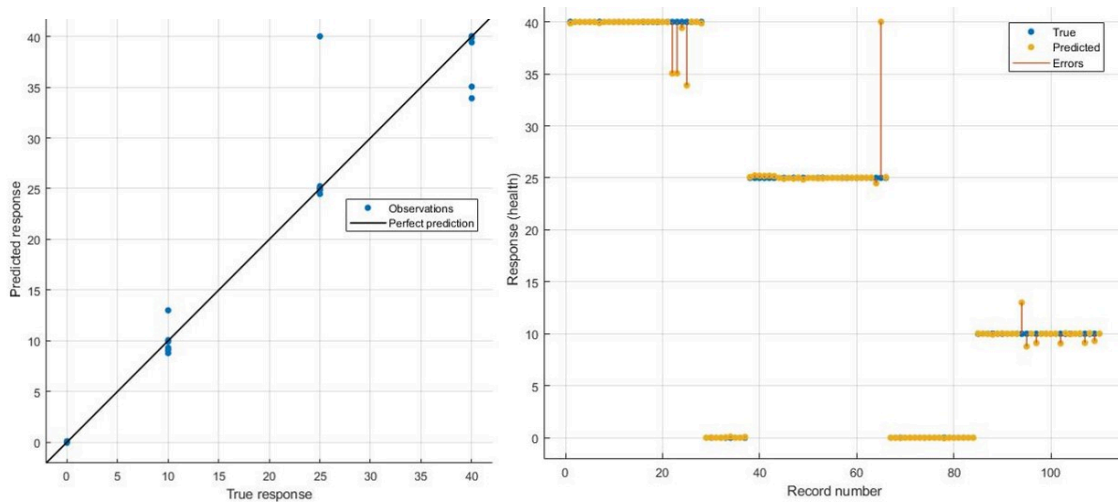 40
35
30
25
20
15
10
5
0
Predicted response
Observations
Perfect prediction
0 5 10 15 20 25 30 35 40
True response
40
35
30
25
20
15
10
5
0
Response (health)
True
Predicted
Errors
0 20 40 60 80 100
Record number